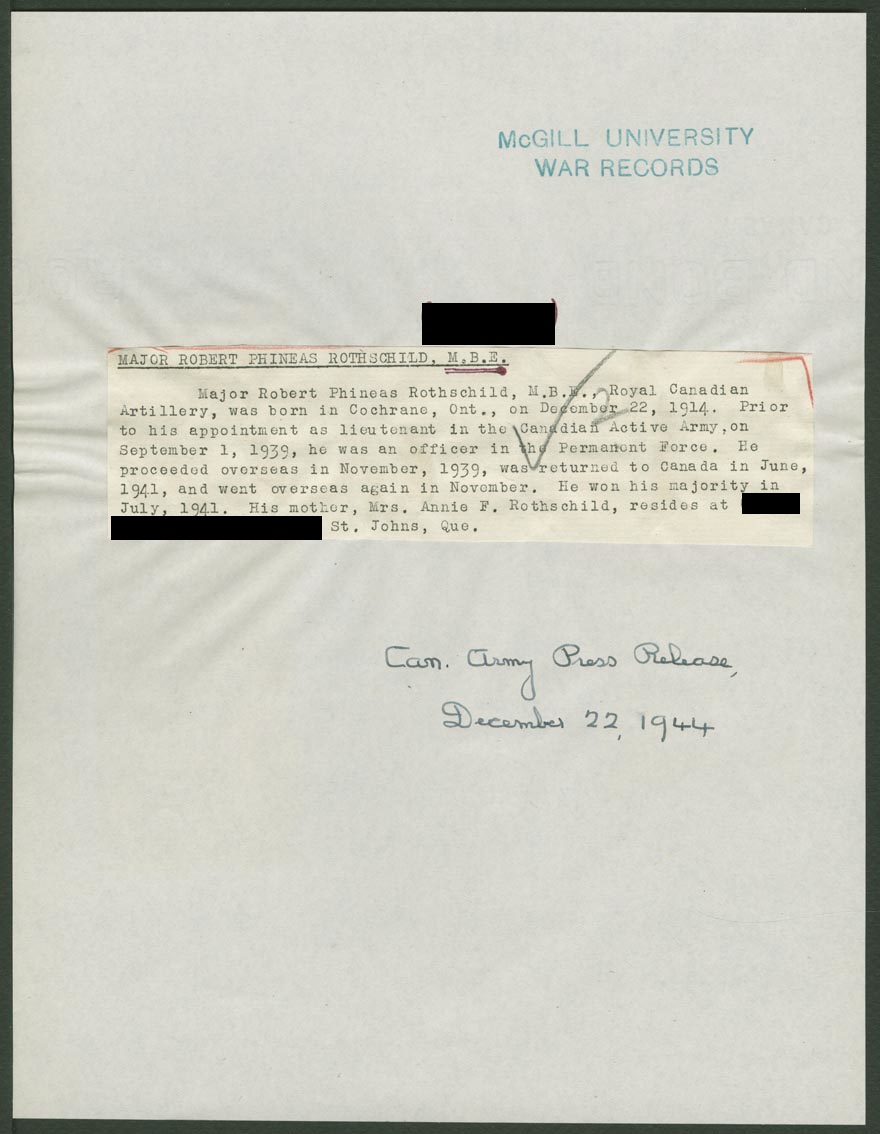 McGILL UNIVERSITY
WAR RECORDS
MAJOR ROBERT PHINEAS ROTHSCHILD, M.B.E.
Major Robert Phineas Rothschild, M.B.E., Royal Canadian
Artillery, was born in Cochrane, Ont., on December 22, 1914. Prior
to his appointment as lieutenant in the Canadian Active Army,on
September 1, 1939, he was an officer in the Permanent Force. He
proceeded overseas in November, 1939, was returned to Canada in June,
1941, and went overseas again in November. He won his majority in
July, 1941. His mother, Mrs. Annie F. Rothschild, resides at
St. Johns, Que.
2
Can. Army Press Release,
December 22, 1944